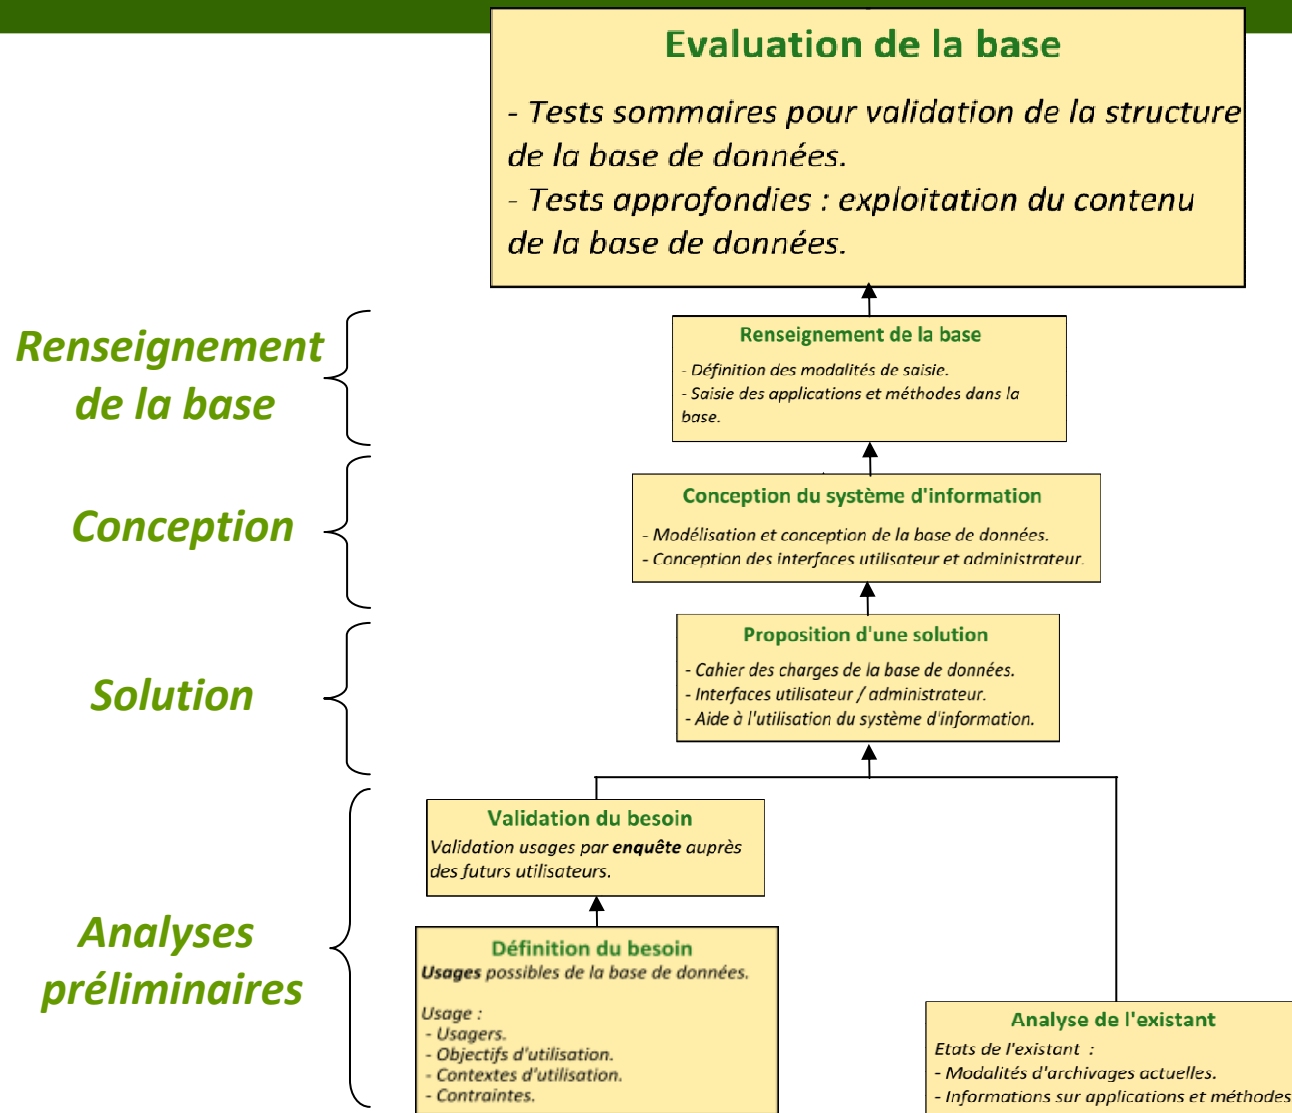 Evaluation de la base
- Tests sommaires pour validation de la structure
de la base de données.
- Tests approfondies : exploitation du contenu
de la base de données.
Renseignement
de la base
Renseignement de la base
- Définition des modalités de saisie.
- Saisie des applications et méthodes dans la
base.
Conception
Conception du système d'information
- Modélisation et conception de la base de données.
- Conception des interfaces utilisateur et administrateur.
Solution
Proposition d'une solution
- Cahier des charges de la base de données.
- Interfaces utilisateur / administrateur.
- Aide à l'utilisation du système d'information.
Analyses
préliminaires
Validation du besoin
Validation usages par enquête auprès
des futurs utilisateurs.
Définition du besoin
Usages possibles de la base de données.
Usage :
- Usagers.
- Objectifs d'utilisation.
- Contextes d'utilisation.
- Contraintes.
Analyse de l'existant
Etats de l'existant :
- Modalités d'archivages actuelles.
- Informations sur applications et méthodes